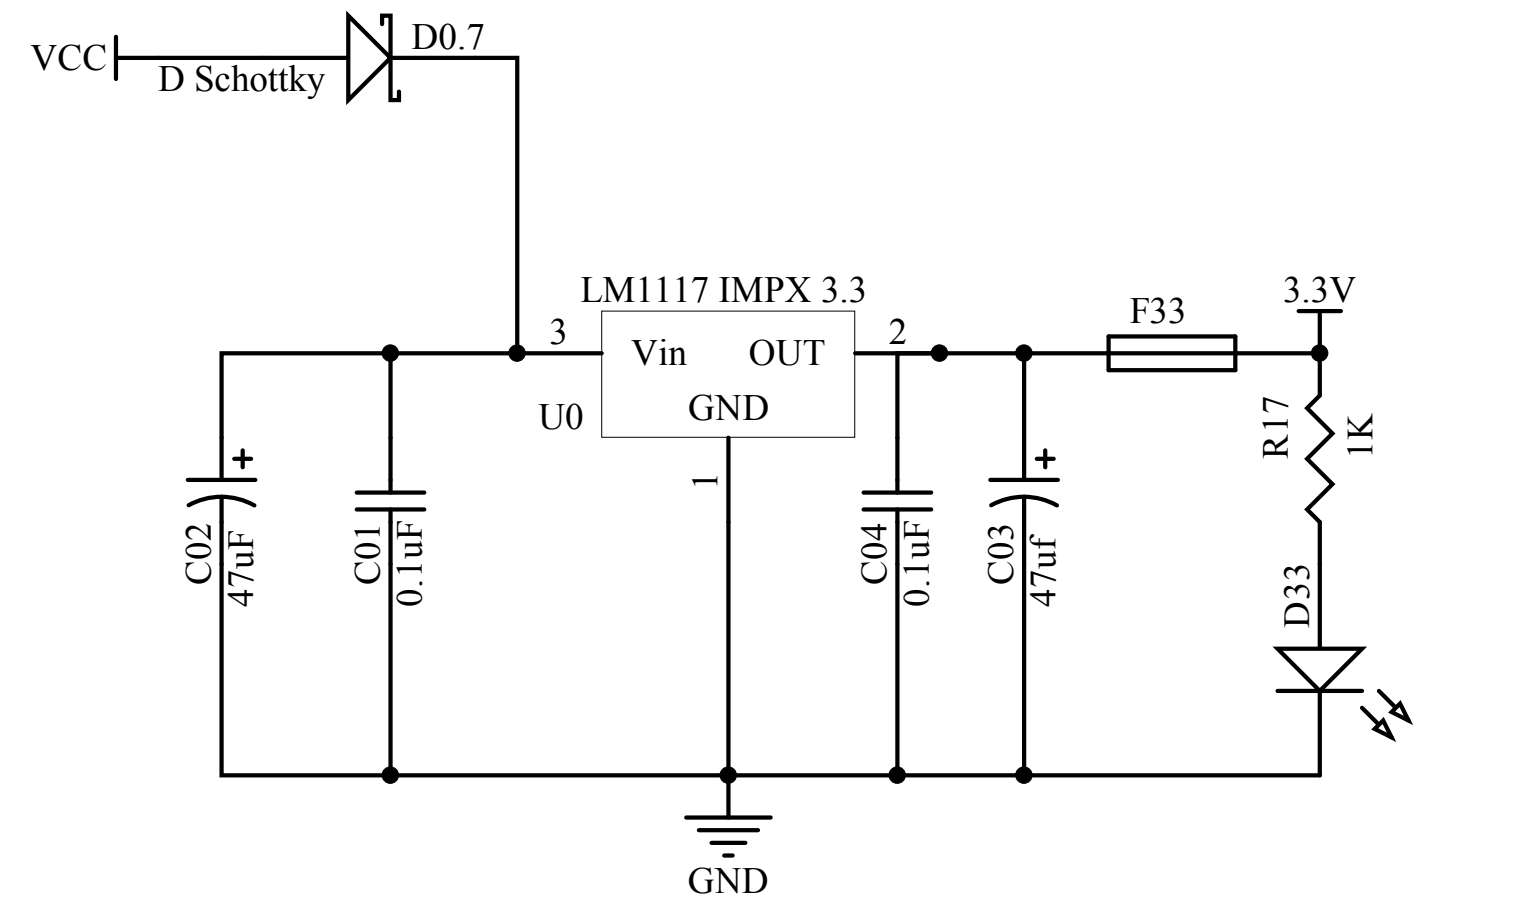 D0.7
VCC
D Schottky
LM1117 IMPX 3.3
3.3V
F33
3
2
Vin
OUT
GND
U0
R17
1K
+
+
1
C02
47uF
C01
0.1uF
C04
0.1uF
C03
47uf
D33
GND